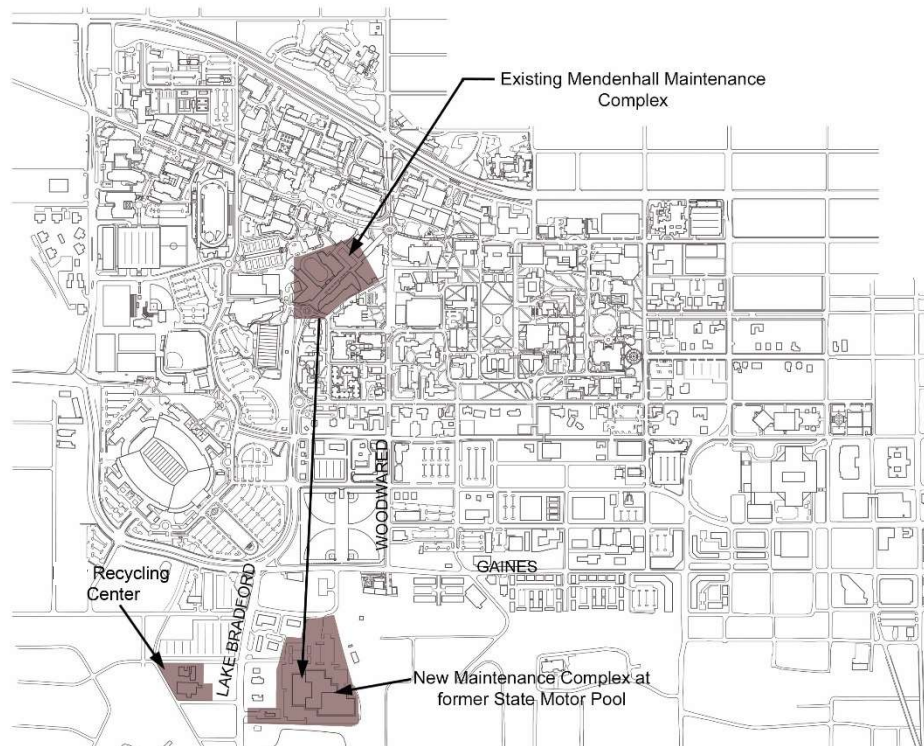 Existing Mendenhall Maintenance
Complex
WOODWARED
GAINES
Recycling
Center
LAKE BRADFORD
New Maintenance Complex at
former State Motor Pool